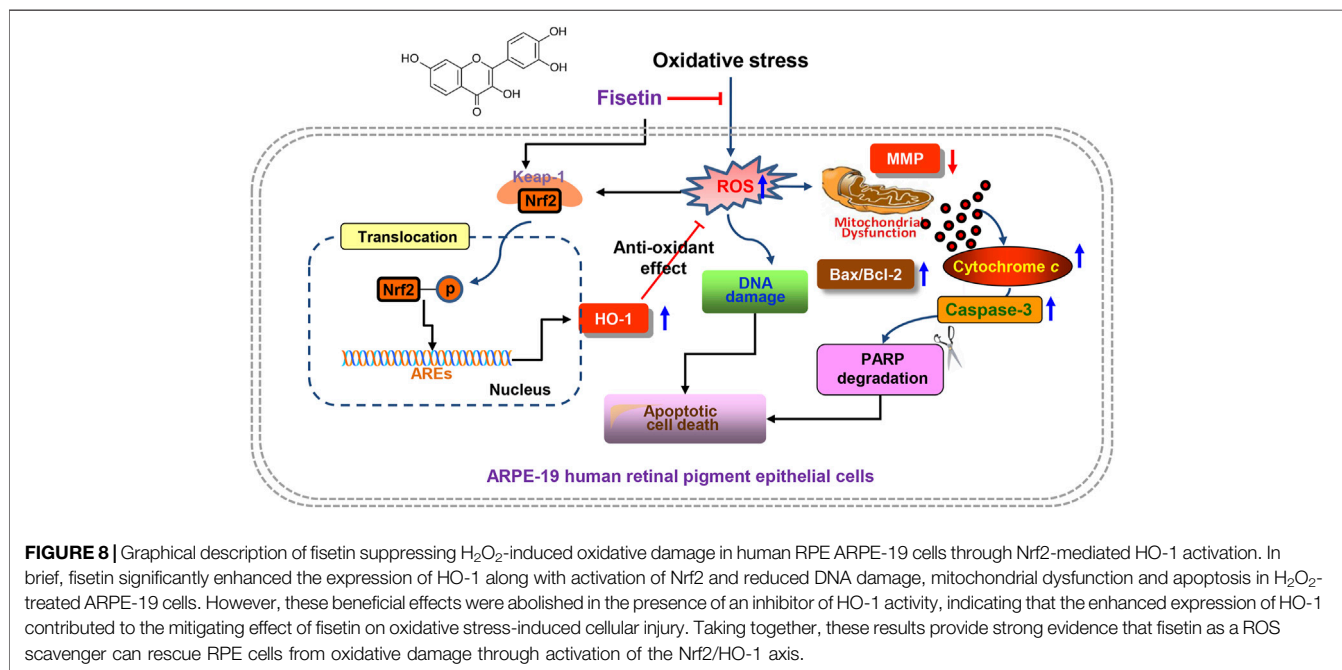 OH
HO
O
OH
OH
O
Oxidative stress
Fisetin
Keap-1
Nrf2
ROS
MMP
Mitochondrial
Dysfunction
Translocation
Anti-oxidant
effect
Nrf2
p
DNA
damage
Bax/Bcl-2
Cytochrome c
HO-1
Caspase-3
AREs
Nucleus
PARP
degradation
Apoptotic
cell death
ARPE-19 human retinal pigment epithelial cells
FIGURE 8 | Graphical description of fisetin suppressing H₂O₂-induced oxidative damage in human RPE ARPE-19 cells through Nrf2-mediated HO-1 activation. In
brief, fisetin significantly enhanced the expression of HO-1 along with activation of Nrf2 and reduced DNA damage, mitochondrial dysfunction and apoptosis in H₂O₂-
treated ARPE-19 cells. However, these beneficial effects were abolished in the presence of an inhibitor of HO-1 activity, indicating that the enhanced expression of HO-1
contributed to the mitigating effect of fisetin on oxidative stress-induced cellular injury. Taking together, these results provide strong evidence that fisetin as a ROS
scavenger can rescue RPE cells from oxidative damage through activation of the Nrf2/HO-1 axis.